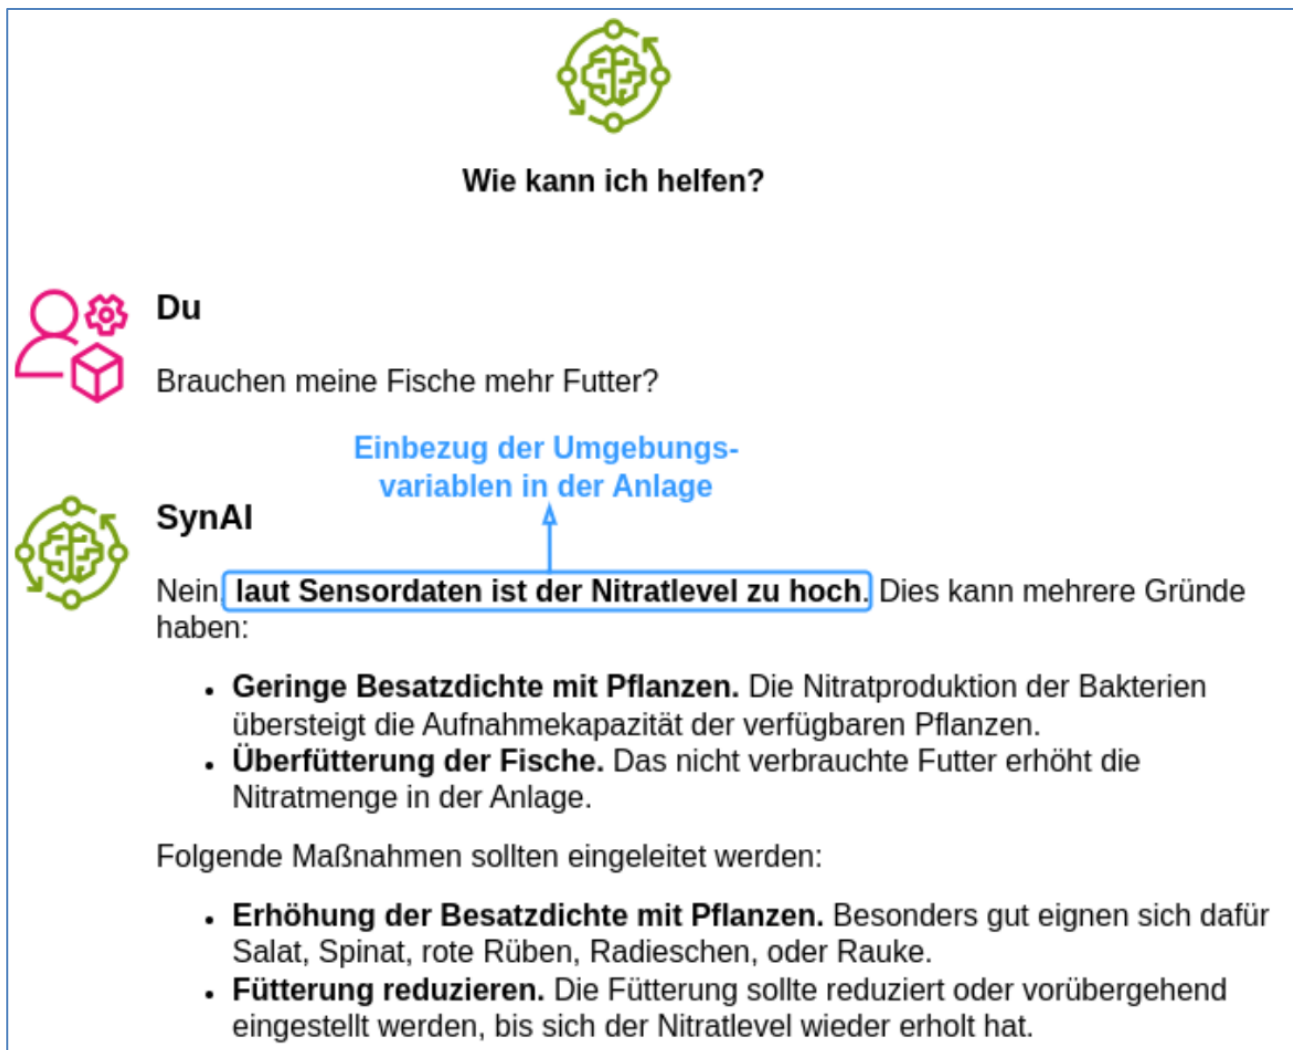 Wie kann ich helfen?
Du
Brauchen meine Fische mehr Futter?
Einbezug der Umgebungs-
variablen in der Anlage
SynAI
Nein, laut Sensordaten ist der Nitratlevel zu hoch. Dies kann mehrere Gründe
haben:
• Geringe Besatzdichte mit Pflanzen. Die Nitratproduktion der Bakterien
übersteigt die Aufnahmekapazität der verfügbaren Pflanzen.
• Überfütterung der Fische. Das nicht verbrauchte Futter erhöht die
Nitratmenge in der Anlage.
Folgende Maßnahmen sollten eingeleitet werden:
• Erhöhung der Besatzdichte mit Pflanzen. Besonders gut eignen sich dafür
Salat, Spinat, rote Rüben, Radieschen, oder Rauke.
• Fütterung reduzieren. Die Fütterung sollte reduziert oder vorübergehend
eingestellt werden, bis sich der Nitratlevel wieder erholt hat.